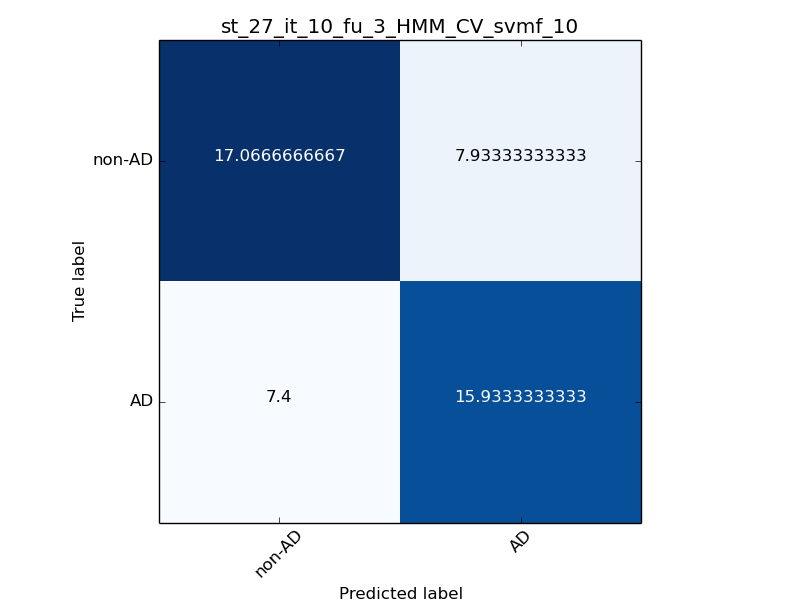 st_27_it_10_fu_3_HMM_CV_svmf_10
non-AD
17.0666666667
7.93333333333
True label
AD
7.4
15.9333333333
non-AD
AD
Predicted label